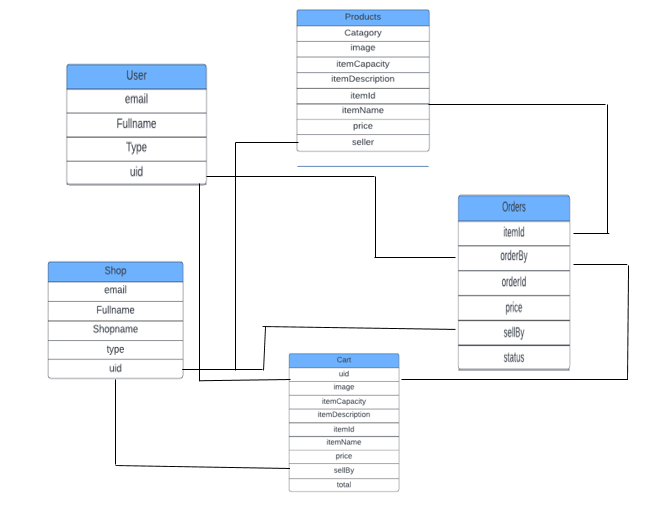 Products
Catagory
image
itemCapacity
itemDescription
itemId
itemName
price
seller
User
email
Fullname
Type
uid
Orders
itemId
orderBy
orderId
price
sellBy
status
Shop
email
Fullname
Shopname
type
uid
Cart
uid
image
itemCapacity
itemDescription
itemId
itemName
price
sellBy
total